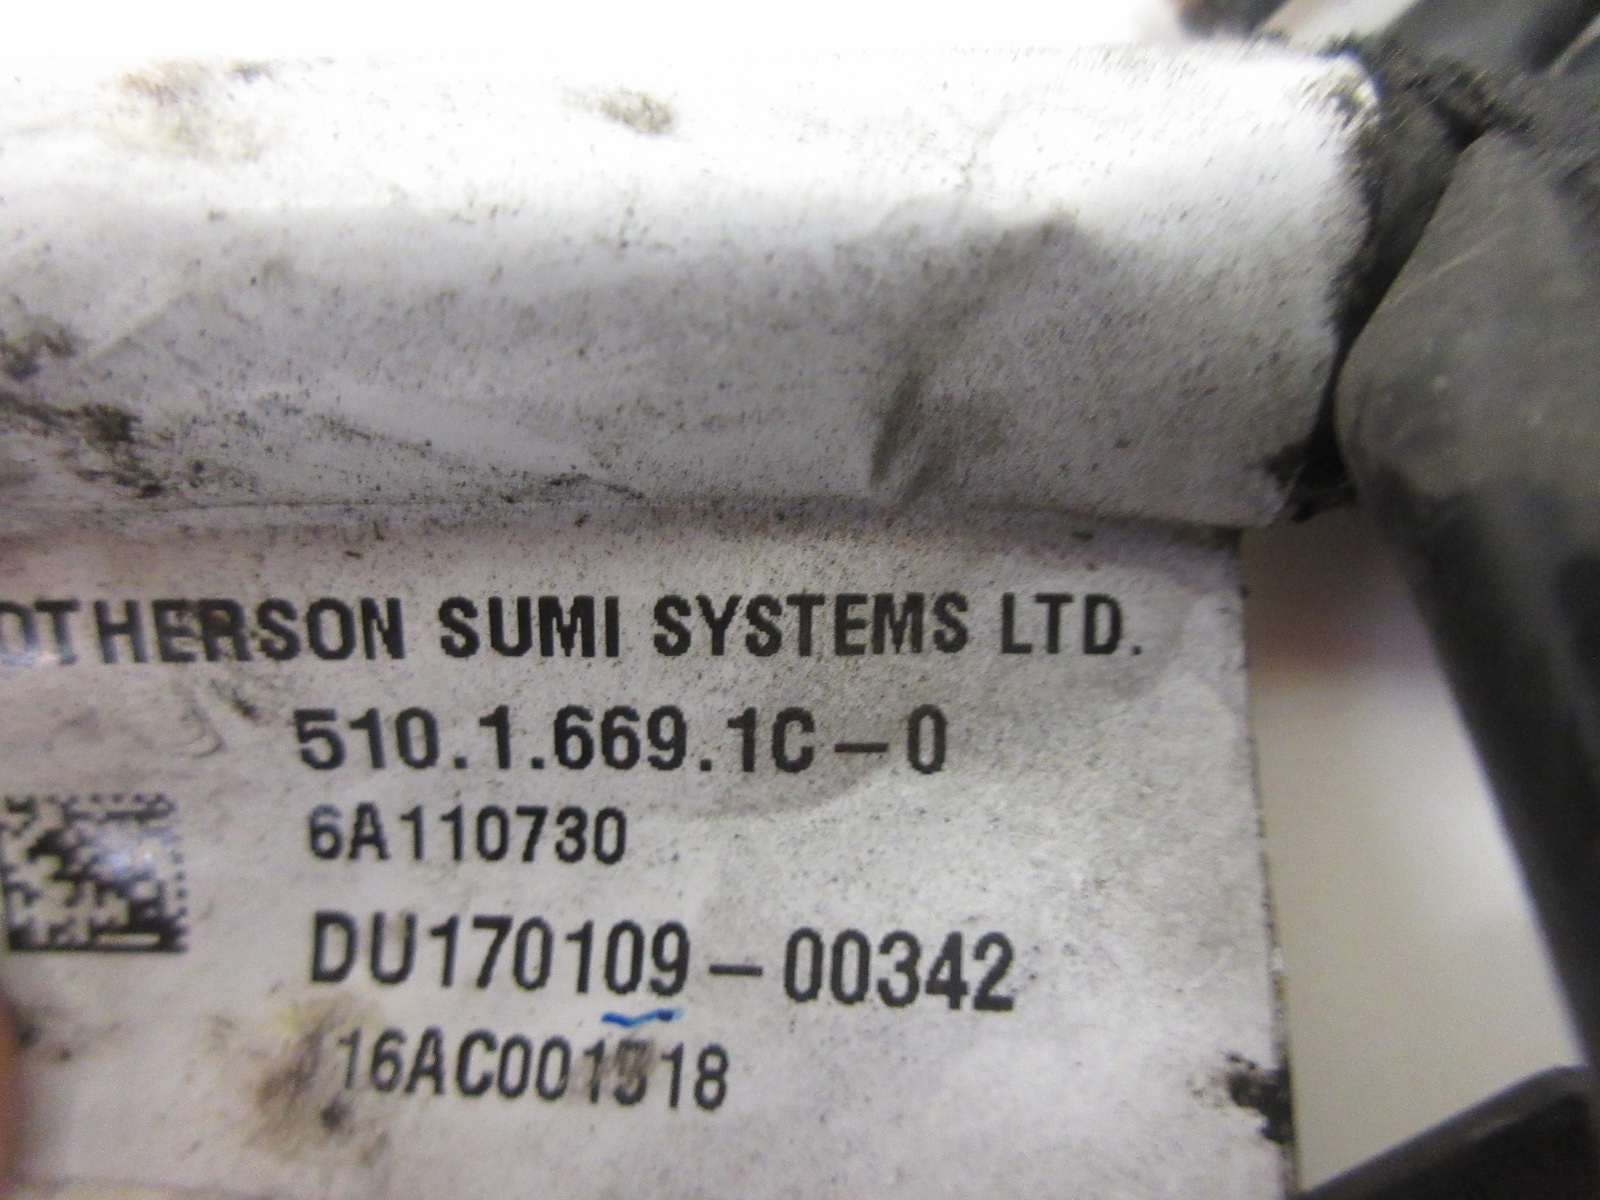 OTHERSON SUMI SYSTEMS LTD.
510.1.669.1C-0
6A110730
DU170109-00342